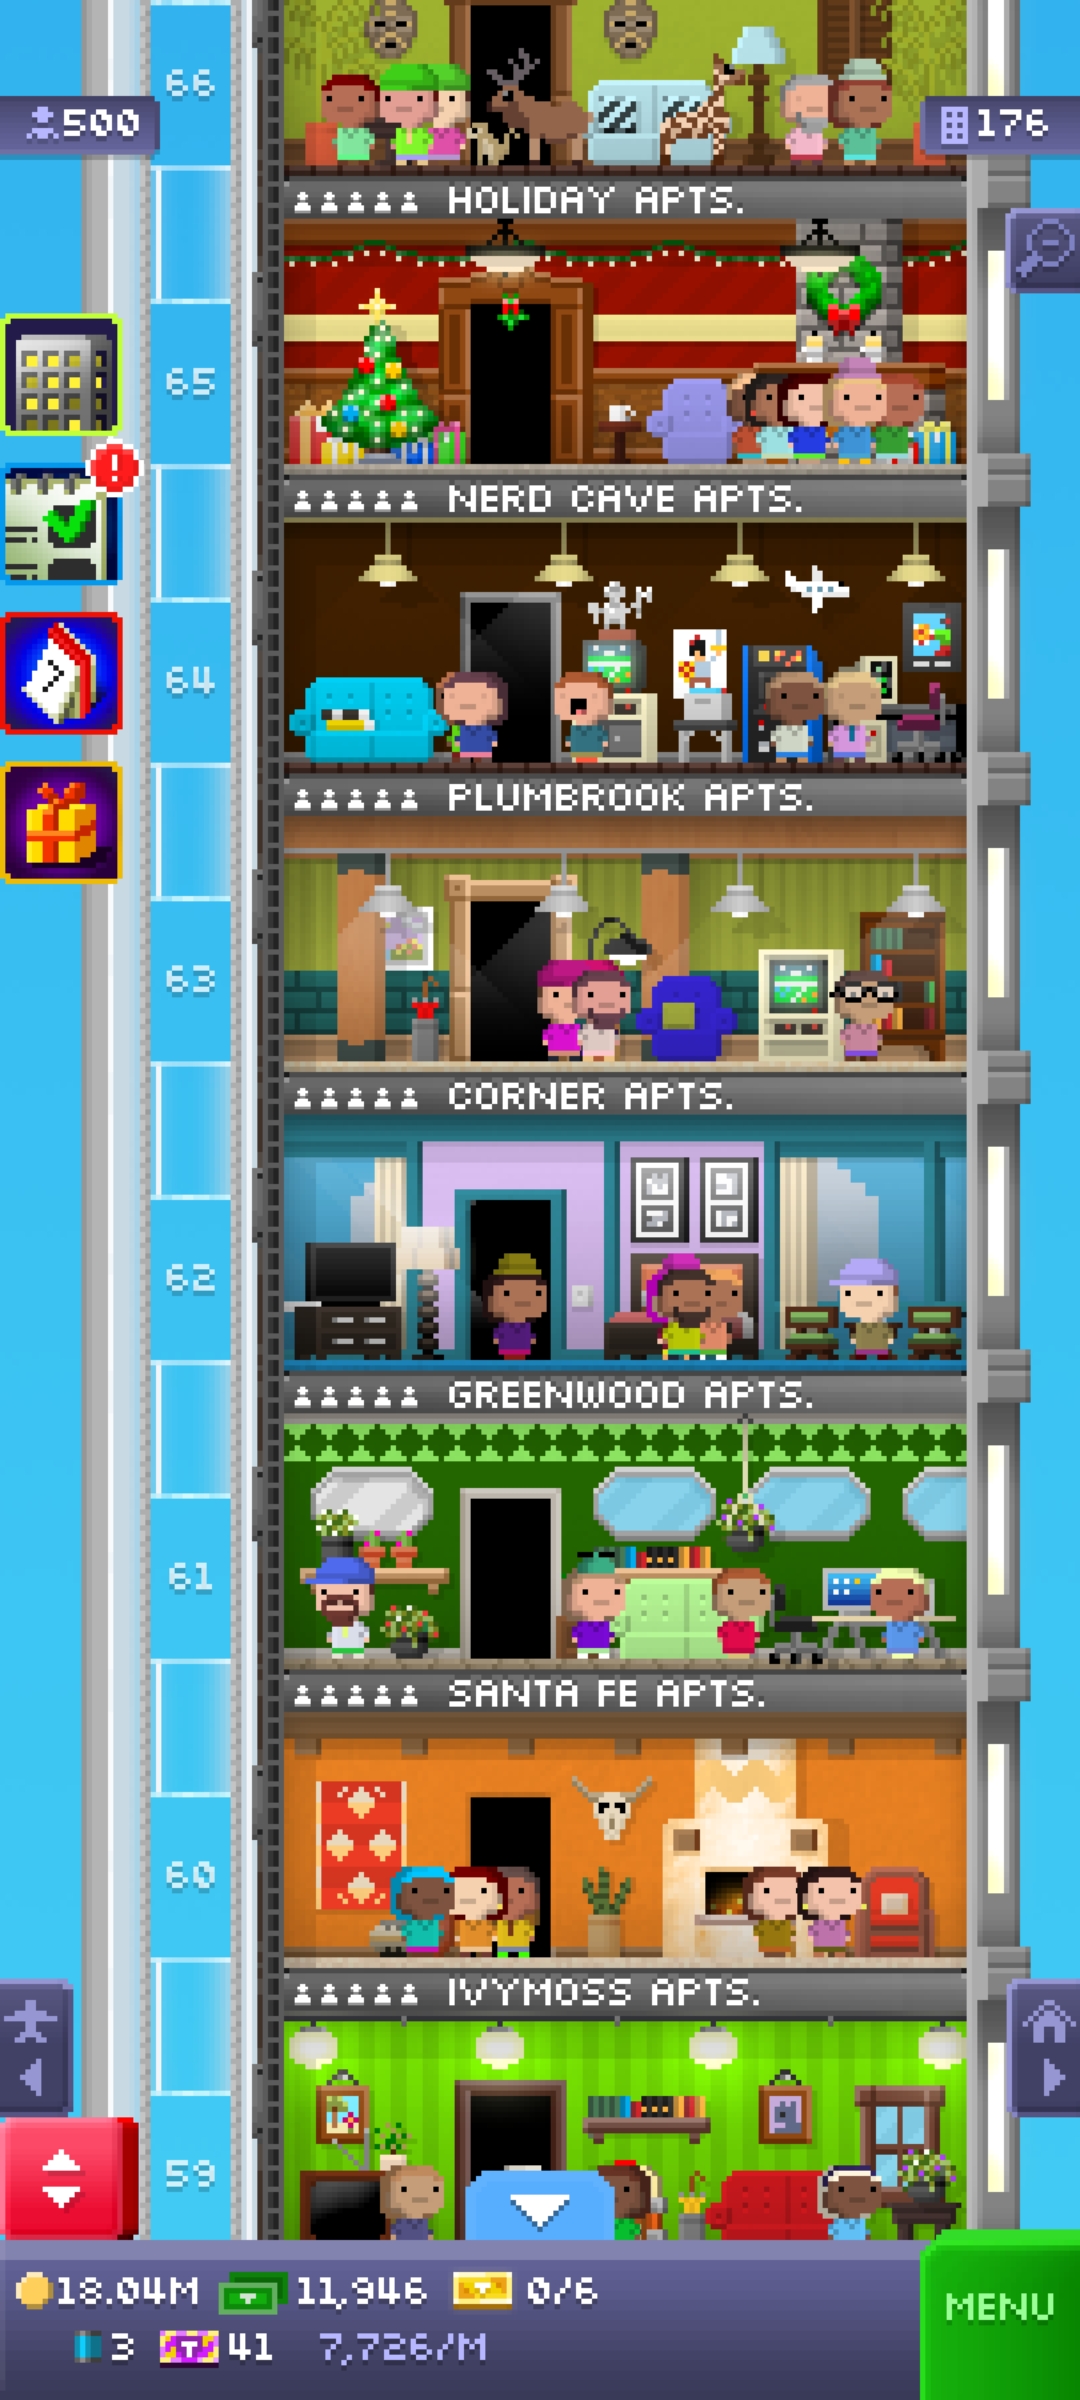 66
500
176
HOLIDAY APTS.
65
NERD CAVE APTS.
64
PLUMBROOK APTS.
63
CORNER APTS.
62
GREENWOOD APTS.
61
SANTA FE APTS.
60
IVYMOSS APTS.
59
18.04M 11,946 0/6
3 41 7,726/M
MENU